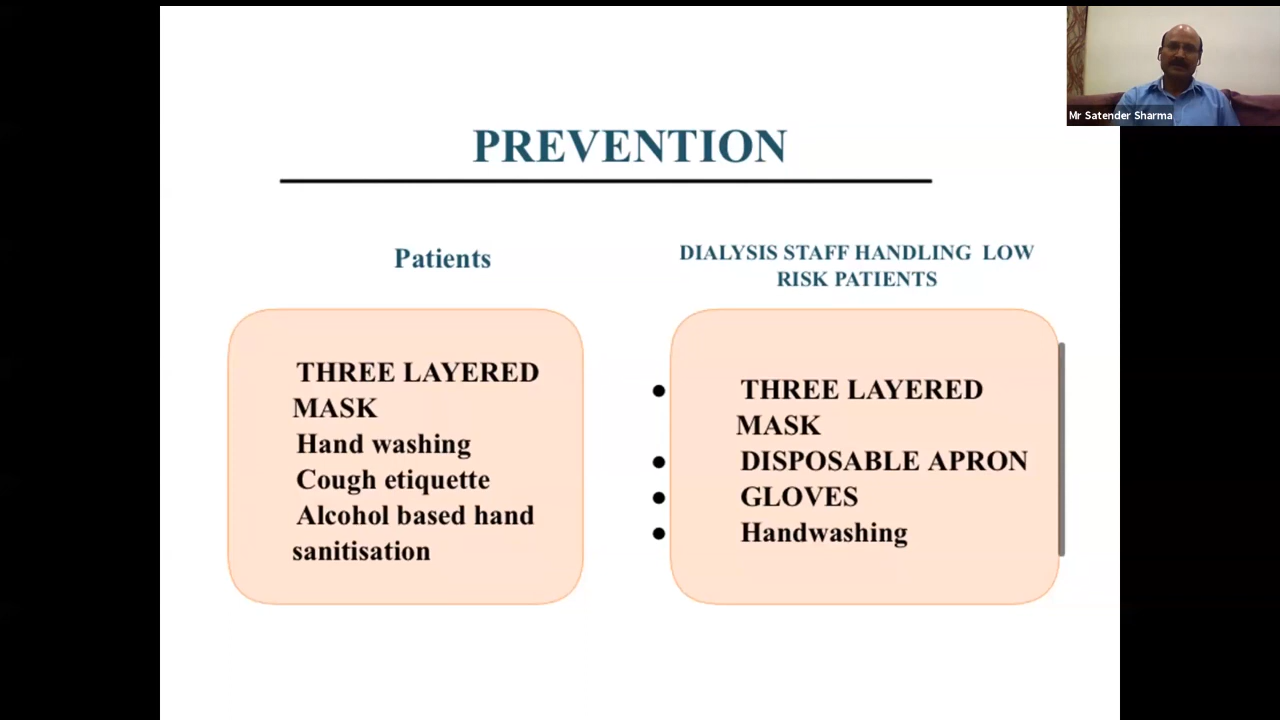 Mr Satender Sharma
PREVENTION
Patients
THREE LAYERED
MASK
Hand washing
Cough etiquette
Alcohol based hand
sanitisation
DIALYSIS STAFF HANDLING LOW
RISK PATIENTS
• THREE LAYERED
MASK
• DISPOSABLE APRON
• GLOVES
• Handwashing